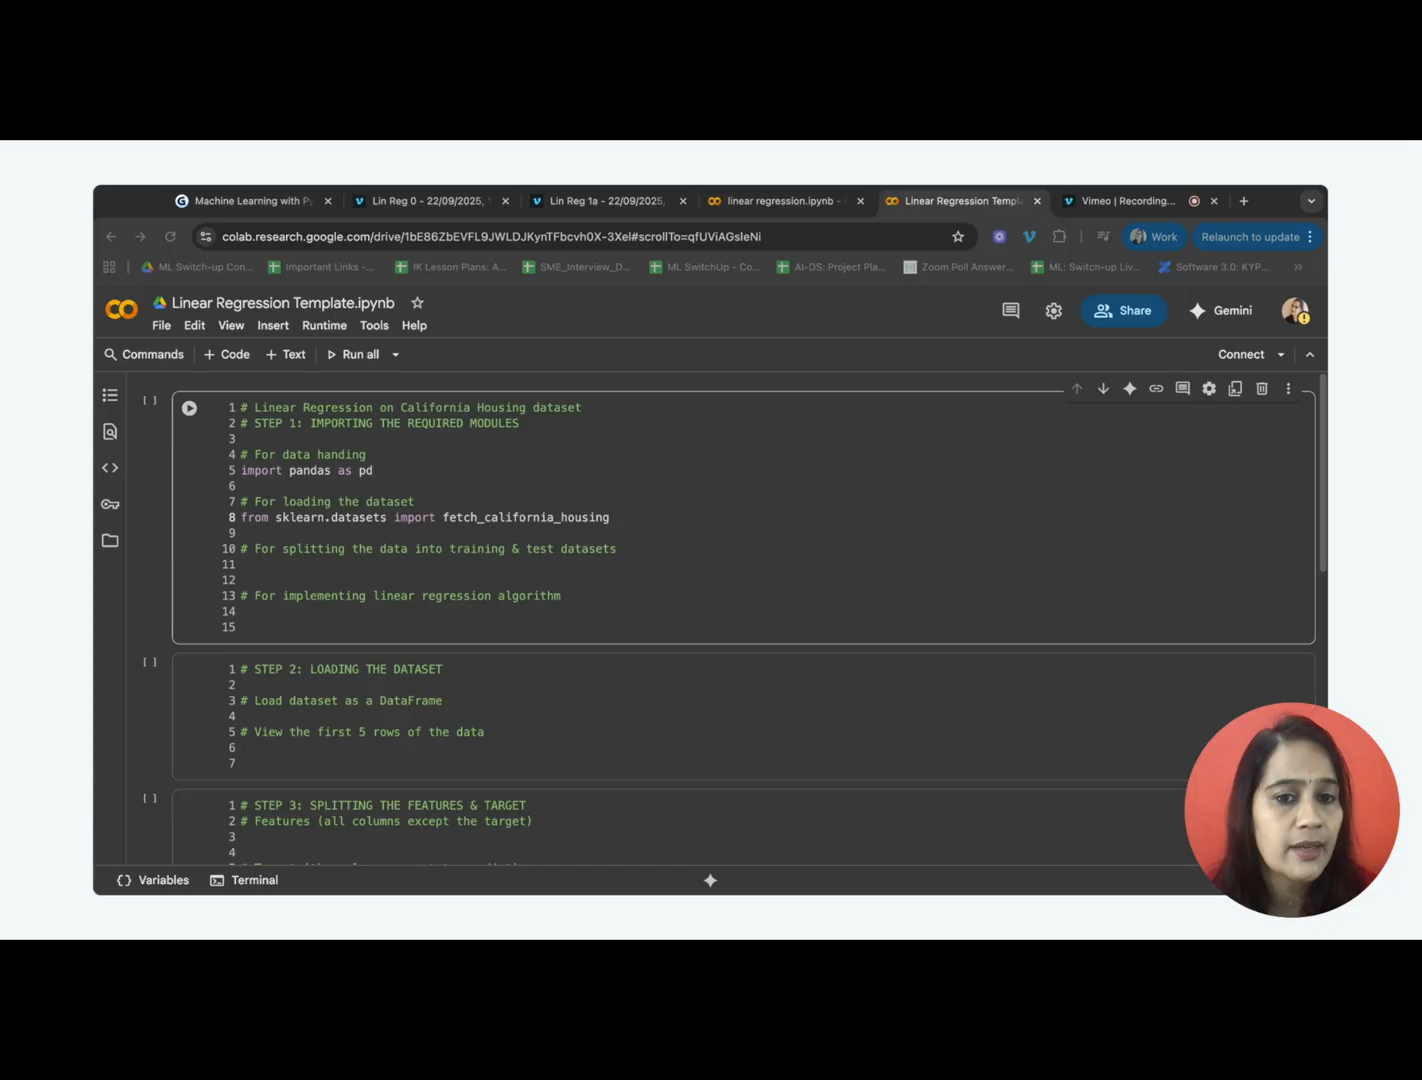 Machine Learning with Py
Lin Reg 0 - 22/09/2025,
Lin Reg 1a - 22/09/2025,
linear regression.ipynb -
Linear Regression Templ
Vimeo | Recording...
colab.research.google.com/drive/1bE86ZbEVFL9JWLDJKynTFbcvh0X-3Xel#scrollTo=qfUViAGsIeNi
Work
Relaunch to update
ML Switch-up Con...
Important Links -...
IK Lesson Plans: A...
SME_Interview_D...
ML SwitchUp - Co...
AI-DS: Project Pla...
Zoom Poll Answer...
ML: Switch-up Liv...
Software 3.0: KYP...
Linear Regression Template.ipynb
File Edit View Insert Runtime Tools Help
Share
Gemini
Commands + Code + Text Run all
Connect
[ ]
1 # Linear Regression on California Housing dataset
2 # STEP 1: IMPORTING THE REQUIRED MODULES
3
4 # For data handing
5 import pandas as pd
6
7 # For loading the dataset
8 from sklearn.datasets import fetch_california_housing
9
10 # For splitting the data into training & test datasets
11
12
13 # For implementing linear regression algorithm
14
15
[ ]
1 # STEP 2: LOADING THE DATASET
2
3 # Load dataset as a DataFrame
4
5 # View the first 5 rows of the data
6
7
[ ]
1 # STEP 3: SPLITTING THE FEATURES & TARGET
2 # Features (all columns except the target)
3
4
Variables
Terminal